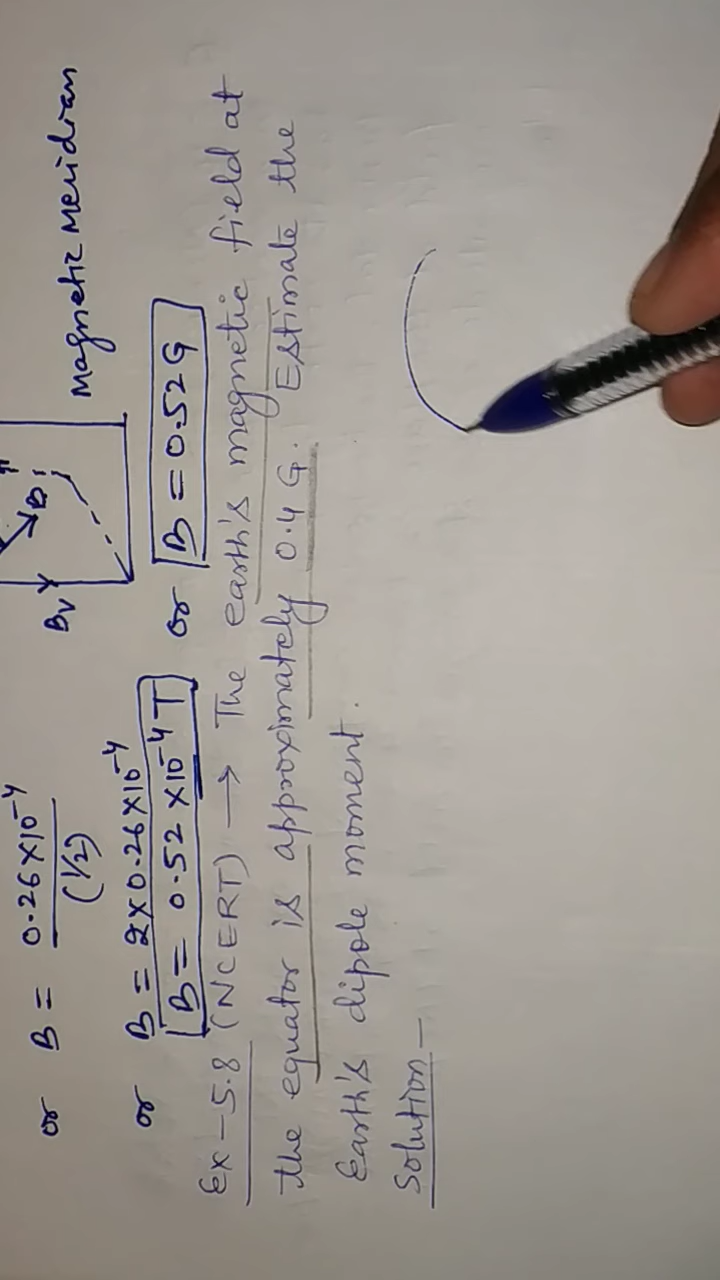 or B = 0.26×10⁻⁴
(1/2)
Bv
B
Magnetic Meridian
or B = 2×0.26×10⁻⁴
B = 0.52×10⁻⁴T or B = 0.52 G
Ex-5.8 (NCERT) → The earth's magnetic field at
the equator is approximately 0.4 G. Estimate the
Earth's dipole moment.
Solution-